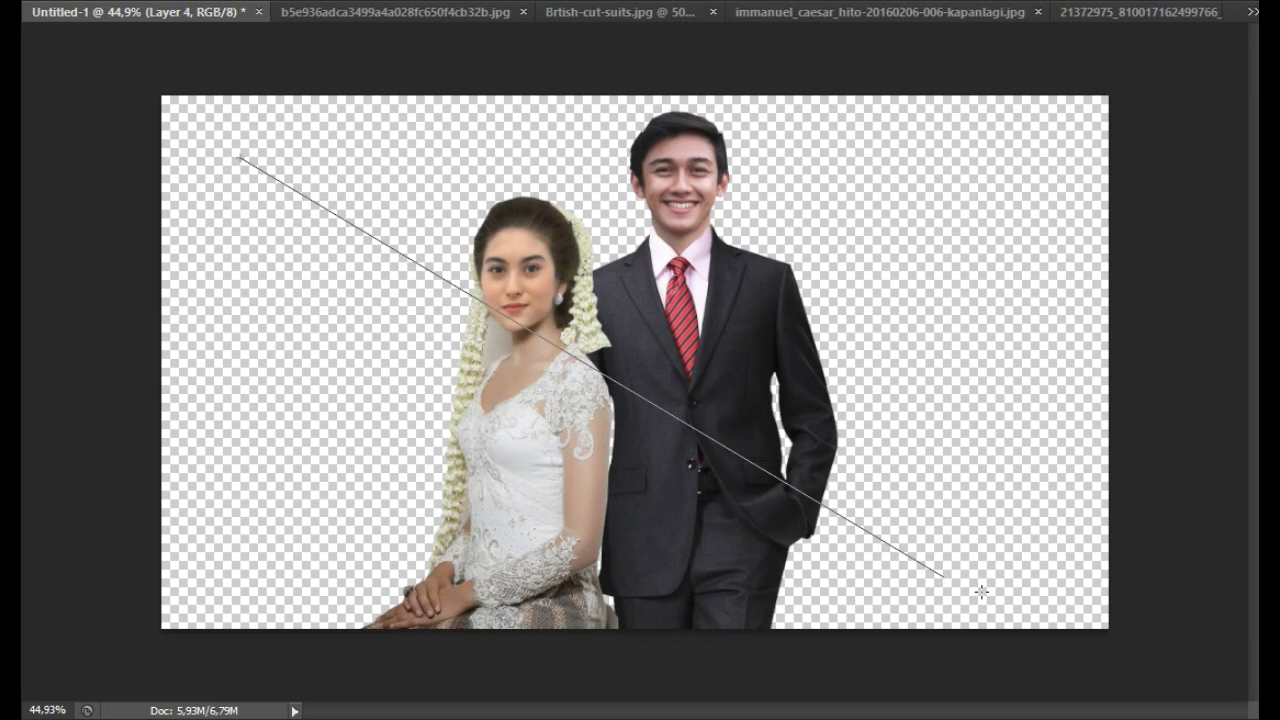 Untitled-1 @ 44,9% (Layer 4, RGB/8) * ×
b5e936adca3499a4a028fc650f4cb32b.jpg ×
Brtish-cut-suits.jpg @ 50... ×
immanuel_caesar_hito-20160206-006-kapanlagi.jpg ×
21372975_810017162499766_
44,93%
Doc: 5,93M/6,79M